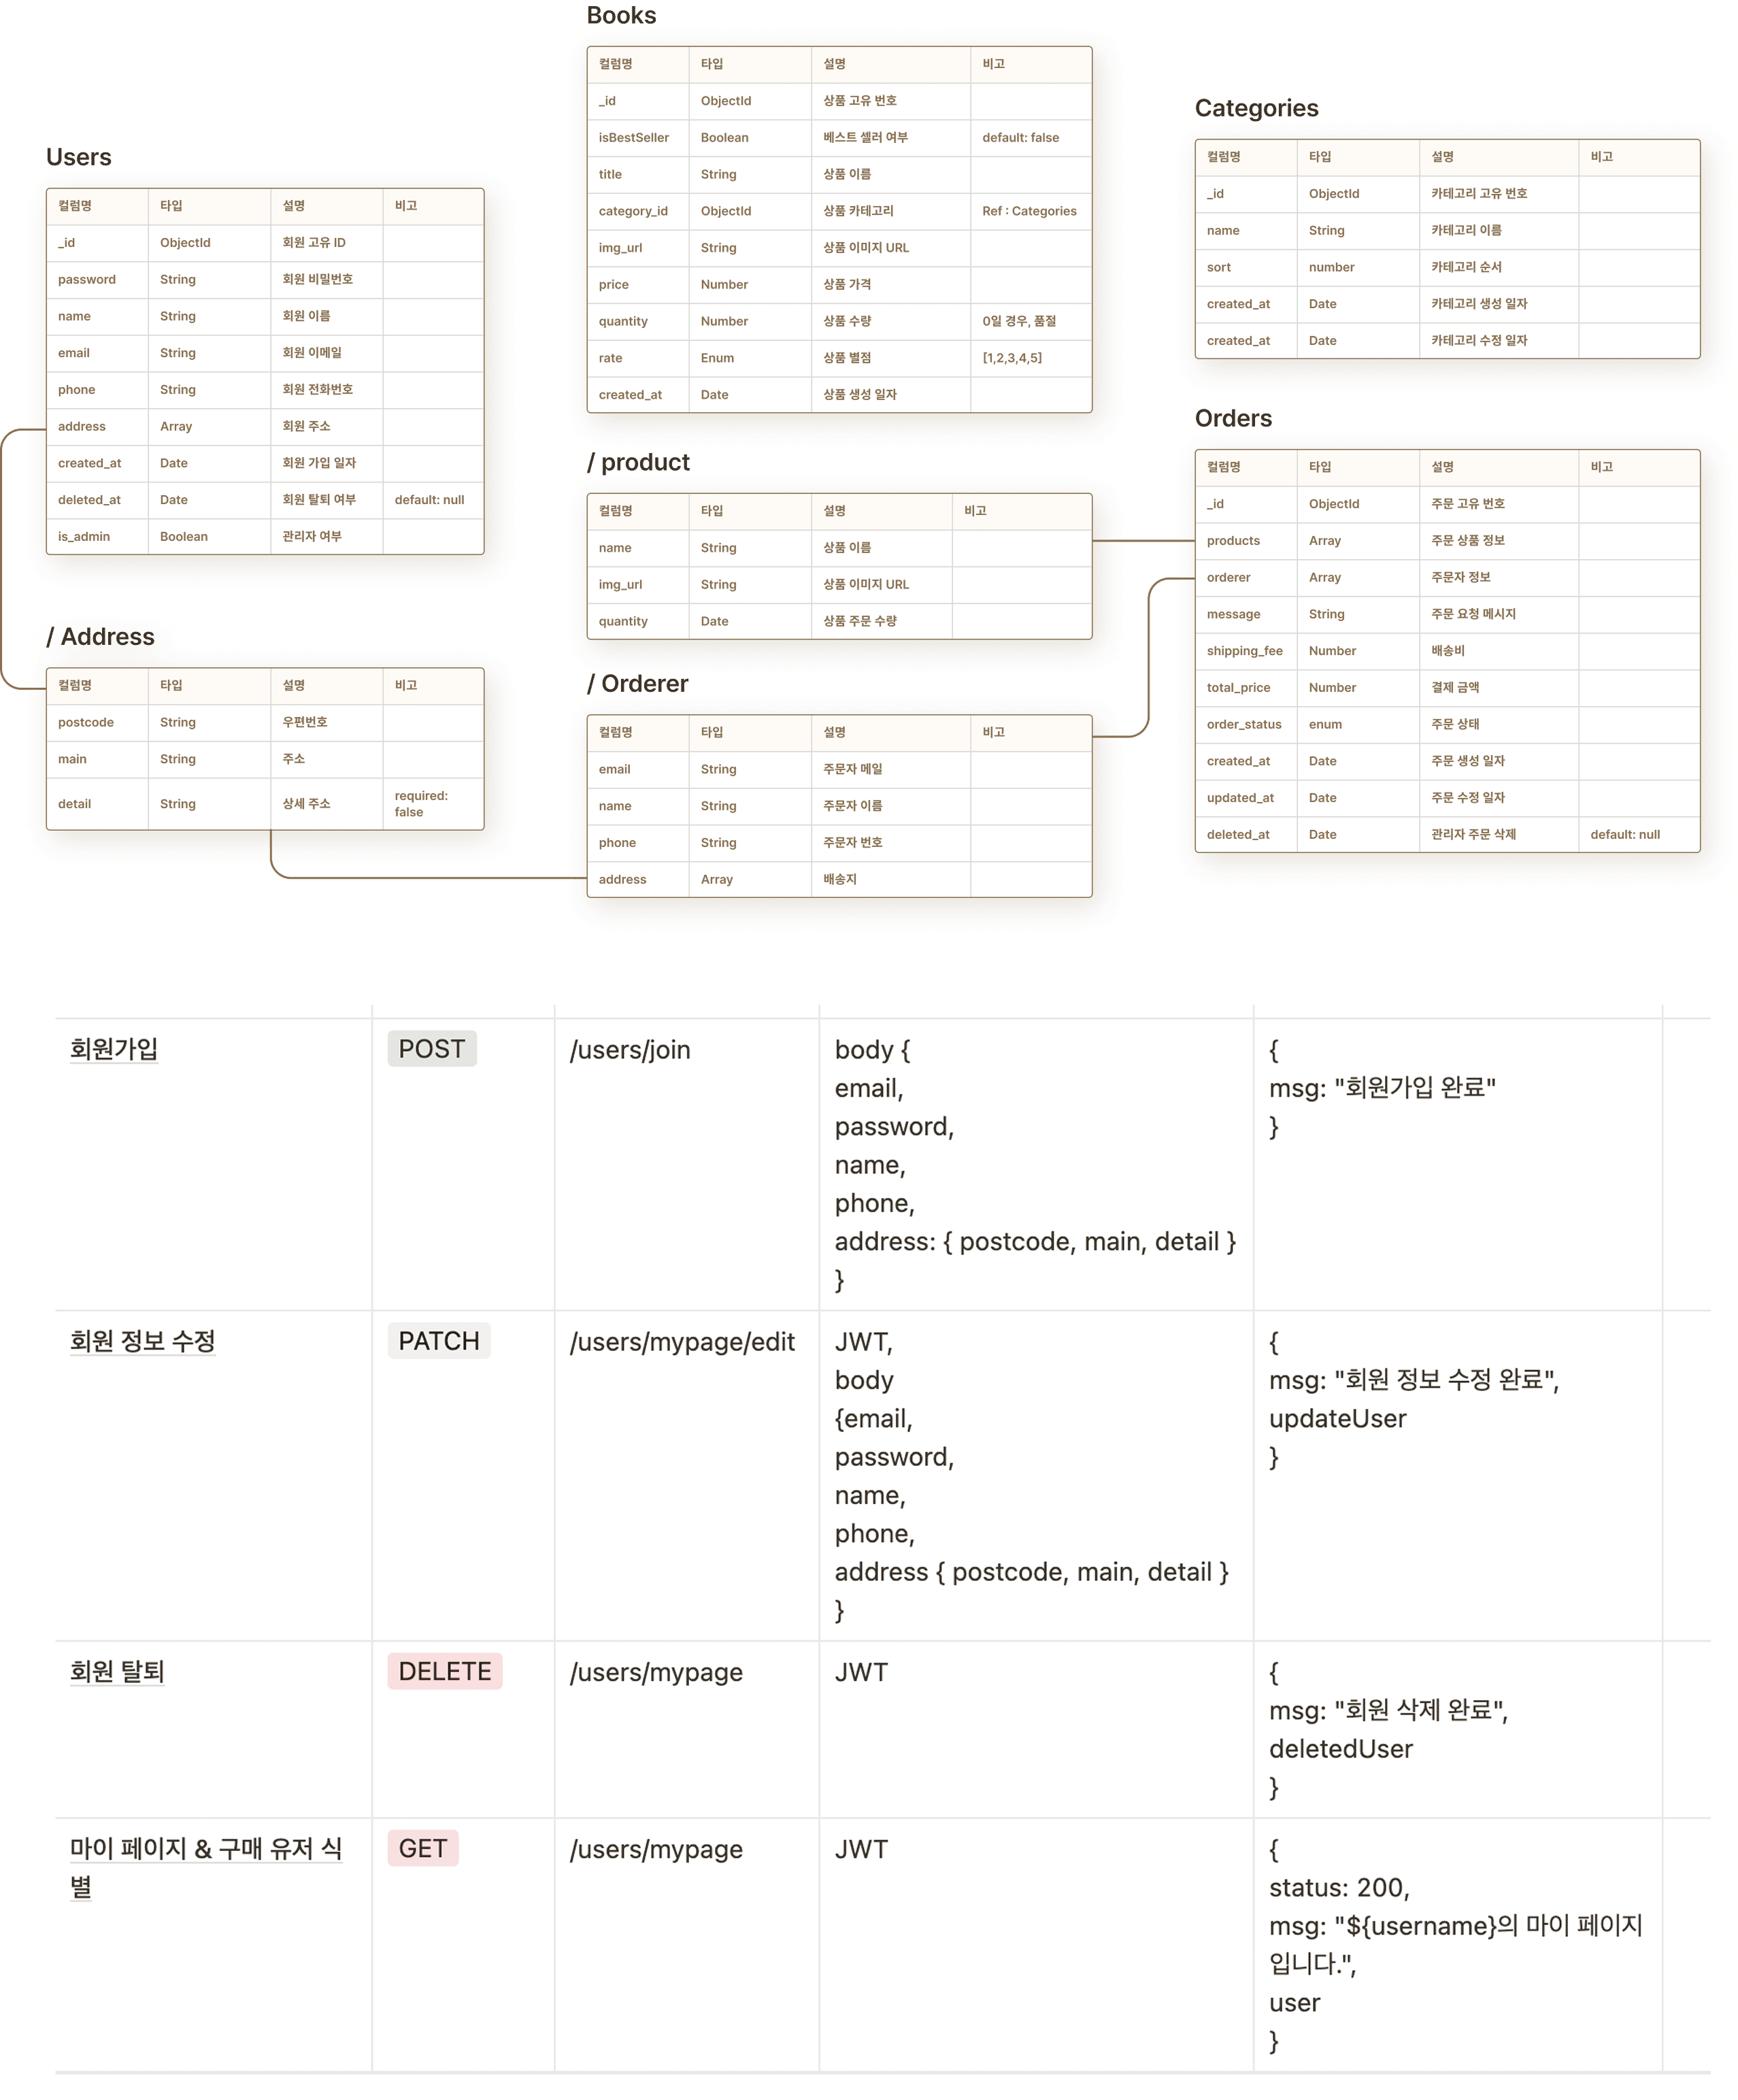 Books
컬럼명 타입 설명 비고
_id ObjectId 상품 고유 번호
isBestSeller Boolean 베스트 셀러 여부 default: false
title String 상품 이름
category_id ObjectId 상품 카테고리 Ref : Categories
img_url String 상품 이미지 URL
price Number 상품 가격
quantity Number 상품 수량 0일 경우, 품절
rate Enum 상품 별점 [1,2,3,4,5]
created_at Date 상품 생성 일자
Categories
컬럼명 타입 설명 비고
_id ObjectId 카테고리 고유 번호
name String 카테고리 이름
sort number 카테고리 순서
created_at Date 카테고리 생성 일자
created_at Date 카테고리 수정 일자
Users
컬럼명 타입 설명 비고
_id ObjectId 회원 고유 ID
password String 회원 비밀번호
name String 회원 이름
email String 회원 이메일
phone String 회원 전화번호
address Array 회원 주소
created_at Date 회원 가입 일자
deleted_at Date 회원 탈퇴 여부 default: null
is_admin Boolean 관리자 여부
/ product
컬럼명 타입 설명 비고
name String 상품 이름
img_url String 상품 이미지 URL
quantity Date 상품 주문 수량
Orders
컬럼명 타입 설명 비고
_id ObjectId 주문 고유 번호
products Array 주문 상품 정보
orderer Array 주문자 정보
message String 주문 요청 메시지
shipping_fee Number 배송비
total_price Number 결제 금액
order_status enum 주문 상태
created_at Date 주문 생성 일자
updated_at Date 주문 수정 일자
deleted_at Date 관리자 주문 삭제 default: null
/ Address
컬럼명 타입 설명 비고
postcode String 우편번호
main String 주소
detail String 상세 주소 required:
false
/ Orderer
컬럼명 타입 설명 비고
email String 주문자 메일
name String 주문자 이름
phone String 주문자 번호
address Array 배송지
회원가입 POST /users/join body { {
email, msg: "회원가입 완료"
password, }
name,
phone,
address: { postcode, main, detail }
}
회원 정보 수정 PATCH /users/mypage/edit JWT, {
body msg: "회원 정보 수정 완료",
{email, updateUser
password, }
name,
phone,
address { postcode, main, detail }
}
회원 탈퇴 DELETE /users/mypage JWT {
msg: "회원 삭제 완료",
deletedUser
}
마이 페이지 & 구매 유저 식 GET /users/mypage JWT {
별 status: 200,
msg: "${username}의 마이 페이지
입니다.",
user
}